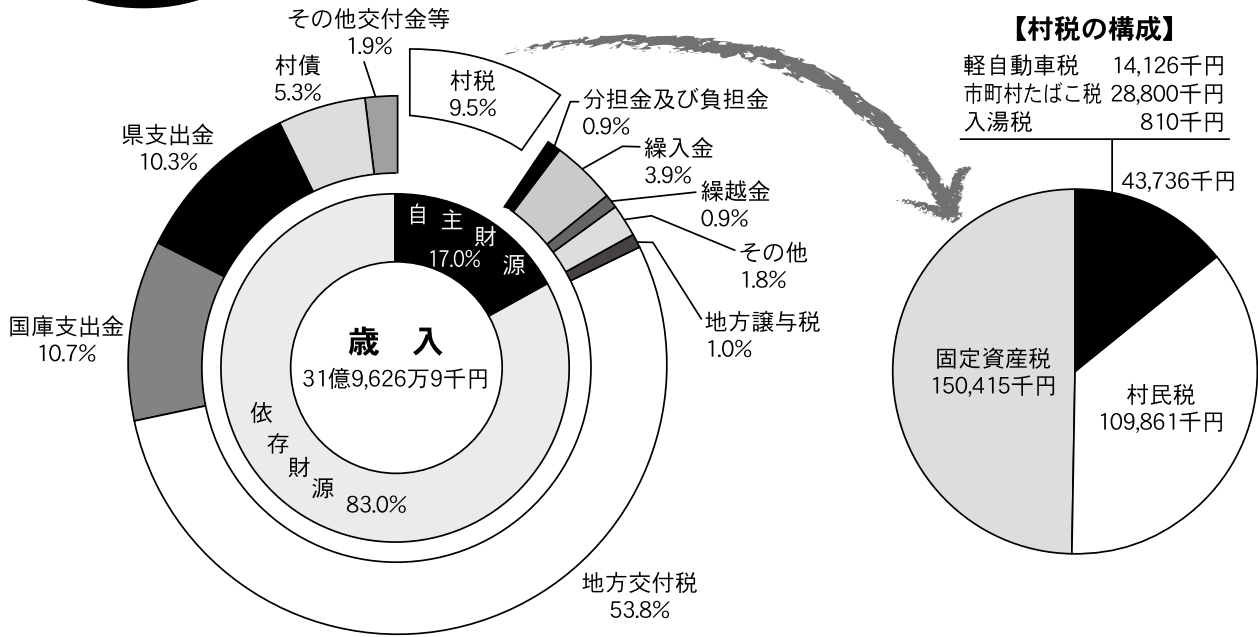 その他交付金等
1.9%
村債
5.3%
県支出金
10.3%
国庫支出金
10.7%
村税
9.5%
分担金及び負担金
0.9%
繰入金
3.9%
繰越金
0.9%
その他
1.8%
地方譲与税
1.0%
地方交付税
53.8%
自主財源
17.0%
歳 入
31億9,626万9千円
依存財源
83.0%
【村税の構成】
軽自動車税 14,126千円
市町村たばこ税 28,800千円
入湯税 810千円
43,736千円
固定資産税
150,415千円
村民税
109,861千円